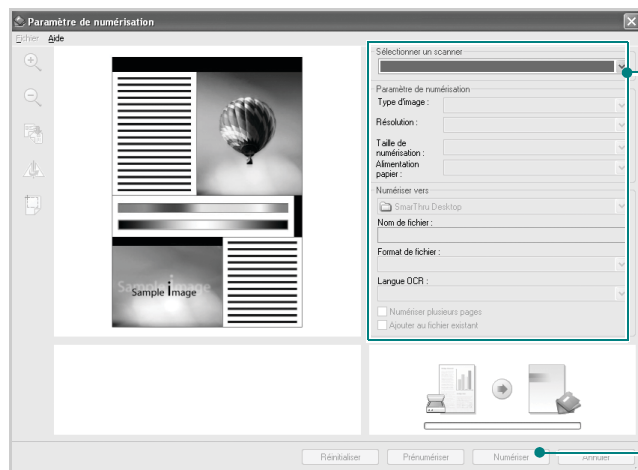 Paramètre de numérisation
Fichier Aide
Sélectionner un scanner
Paramètre de numérisation
Type d'image :
Résolution :
Taille de
numérisation :
Alimentation
papier :
Numériser vers
SmarThru Desktop
Nom de fichier :
Format de fichier :
Langue OCR :
Numériser plusieurs pages
Ajouter au fichier existant
Sample Image
Sample Image
Réinitialiser Prénumériser Numériser Annuler